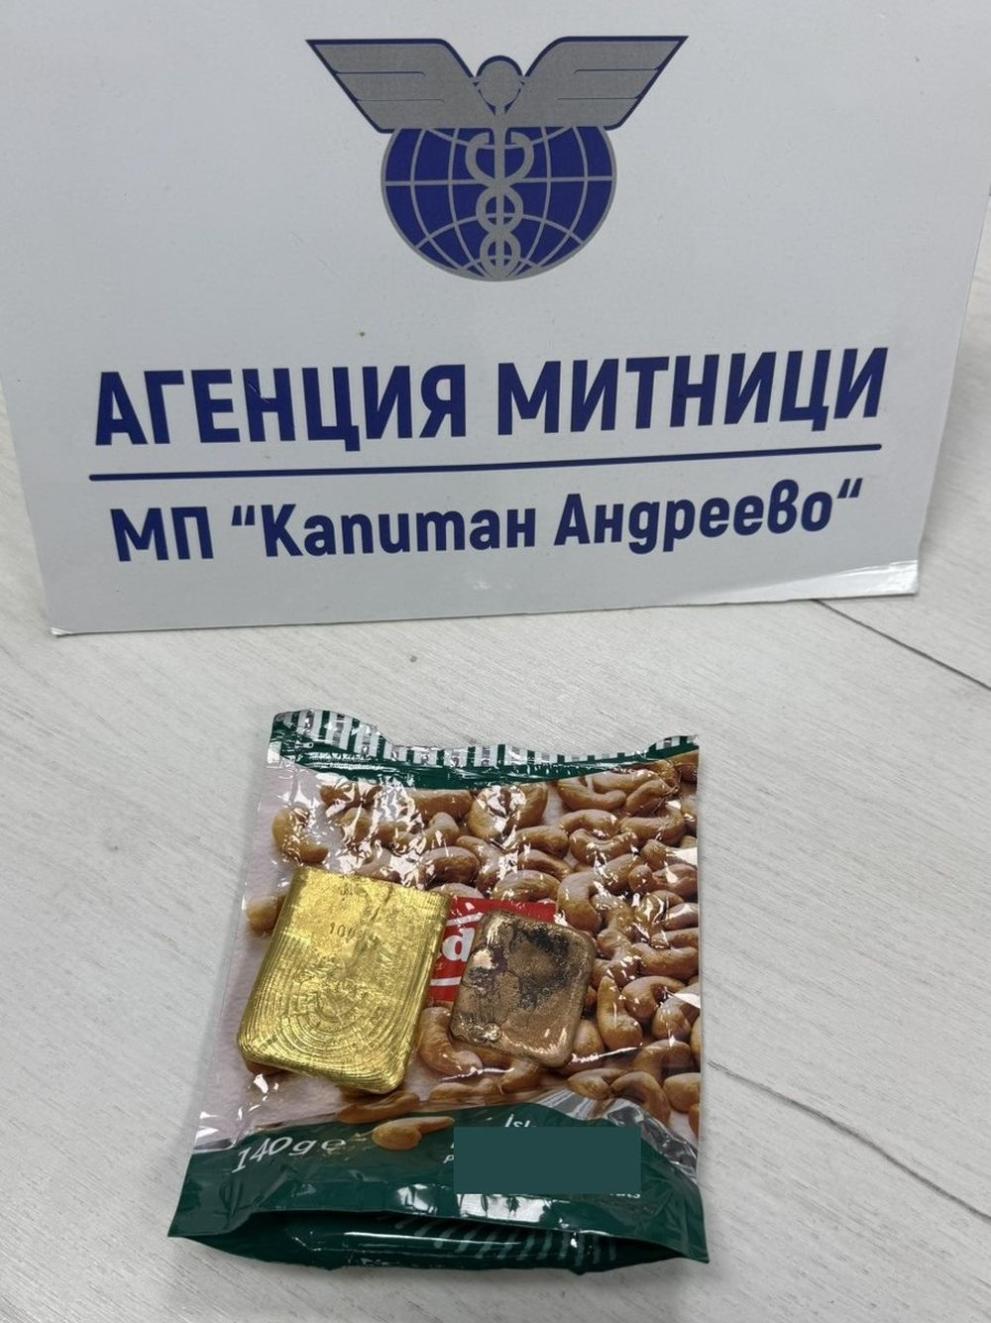 АГЕНЦИЯ МИТНИЦИ
МП “Капитан Андреево“
140g e